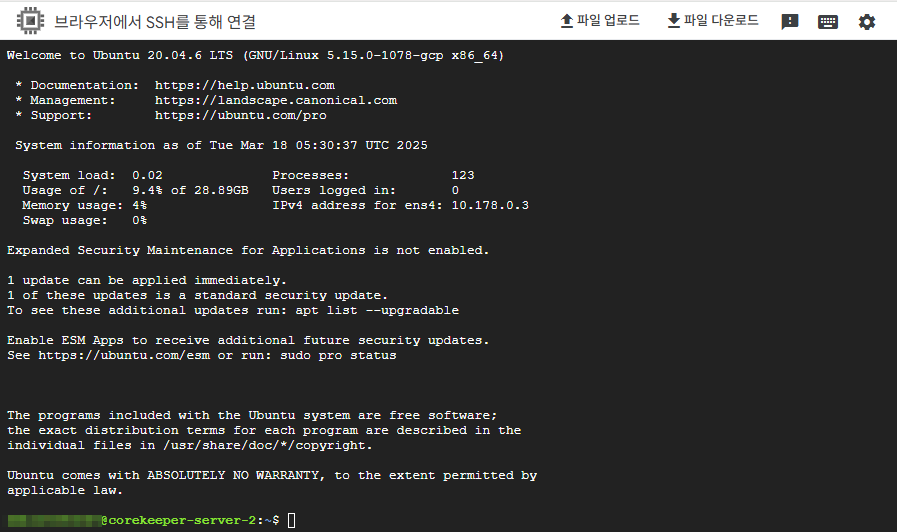 브라우저에서 SSH를 통해 연결 파일 업로드 파일 다운로드
Welcome to Ubuntu 20.04.6 LTS (GNU/Linux 5.15.0-1078-gcp x86_64)
* Documentation: https://help.ubuntu.com
* Management: https://landscape.canonical.com
* Support: https://ubuntu.com/pro
System information as of Tue Mar 18 05:30:37 UTC 2025
System load: 0.02 Processes: 123
Usage of /: 9.4% of 28.89GB Users logged in: 0
Memory usage: 4% IPv4 address for ens4: 10.178.0.3
Swap usage: 0%
Expanded Security Maintenance for Applications is not enabled.
1 update can be applied immediately.
1 of these updates is a standard security update.
To see these additional updates run: apt list --upgradable
Enable ESM Apps to receive additional future security updates.
See https://ubuntu.com/esm or run: sudo pro status
The programs included with the Ubuntu system are free software;
the exact distribution terms for each program are described in the
individual files in /usr/share/doc/*/copyright.
Ubuntu comes with ABSOLUTELY NO WARRANTY, to the extent permitted by
applicable law.
@corekeeper-server-2:~$